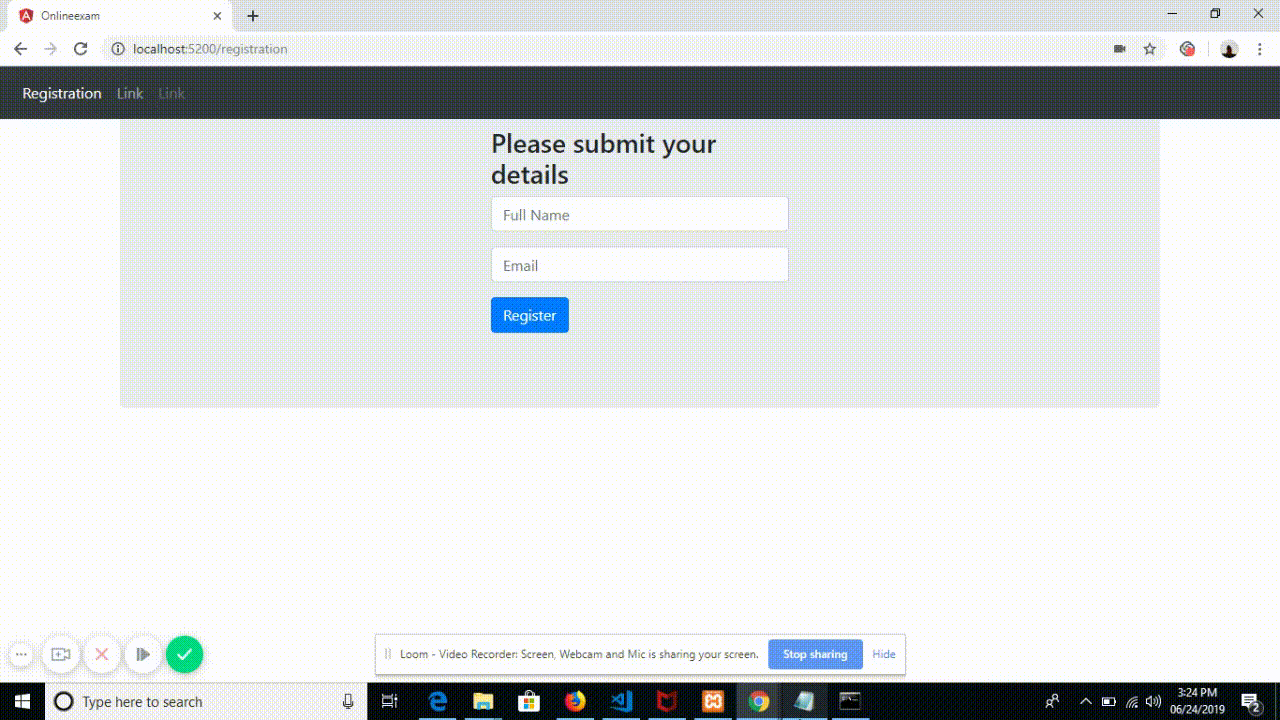 Onlineexam
localhost:5200/registration
Registration Link Link
Please submit your
details
Full Name
Email
Register
Loom - Video Recorder: Screen, Webcam and Mic is sharing your screen. Stop sharing Hide
Type here to search
3:24 PM
06/24/2019
2